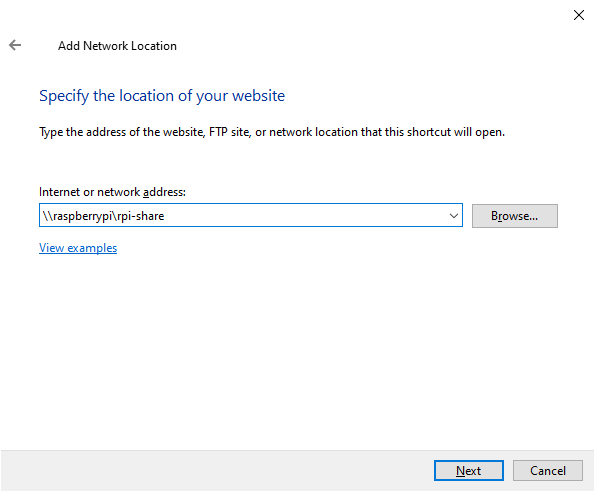 Add Network Location
Specify the location of your website
Type the address of the website, FTP site, or network location that this shortcut will open.
Internet or network address:
\\raspberrypi\rpi-share
Browse...
View examples
Next
Cancel